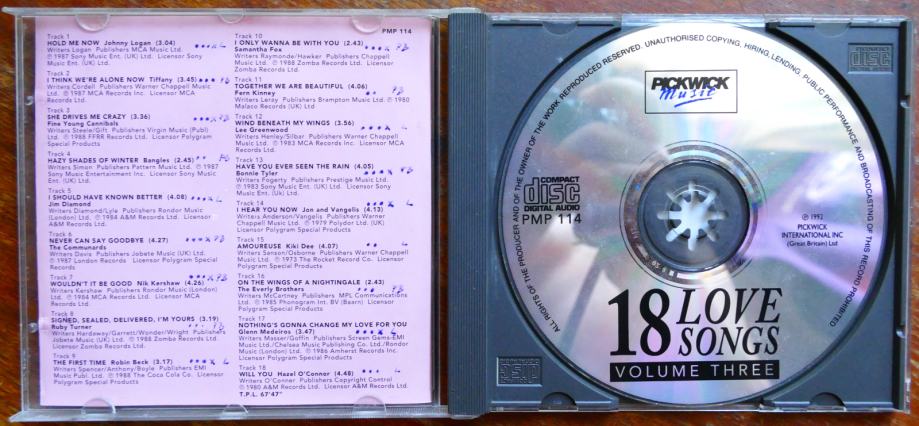 PMP 114
Track 1
HOLD ME NOW Johnny Logan (3.04)
Writers Logan Publishers MCA Music Ltd.
℗ 1987 Sony Music Ent. (UK) Ltd. Licensor Sony
Music Ent. (UK) Ltd.
Track 2
I THINK WE'RE ALONE NOW Tiffany (3.45)
Writers Cordell Publishers Warner Chappell
Music Ltd. ℗ 1987 MCA Records Inc. Licensor MCA
Records Ltd.
Track 3
SHE DRIVES ME CRAZY (3.36)
Fine Young Cannibals
Writers Steele/Gift Publishers Virgin Music (Publ)
Ltd. ℗ 1988 FFRR Records Ltd. Licensor Polygram
Special Products
Track 4
HAZY SHADES OF WINTER Bangles (2.45)
Writers Simon Publishers Pattern Music Ltd. ℗ 1987
Sony Music Entertainment Inc. Licensor Sony Music
Ent. (UK) Ltd.
Track 5
I SHOULD HAVE KNOWN BETTER (4.08)
Jim Diamond
Writers Diamond/Lyle Publishers Rondor Music
(London) Ltd. ℗ 1984 A&M Records Ltd. Licensor
A&M Records Ltd.
Track 6
NEVER CAN SAY GOODBYE (4.27)
The Communards
Writers Davis Publishers Jobete Music (UK) Ltd.
℗ 1987 London Records Licensor Polygram Special
Products
Track 7
WOULDN'T IT BE GOOD Nik Kershaw (4.26)
Writers Kershaw Publishers Rondor Music (London)
Ltd. ℗ 1984 MCA Records Ltd. Licensor MCA
Records Ltd.
Track 8
SIGNED, SEALED, DELIVERED, I'M YOURS (3.19)
Ruby Turner
Writers Hardaway/Garrett/Wonder/Wright Publishers
Jobete Music (UK) Ltd. ℗ 1988 Zomba Records Ltd.
Licensor Zomba Records Ltd.
Track 9
THE FIRST TIME Robin Beck (3.17)
Writers Spencer/Anthony/Boyle Publishers EMI
Music Publ. Ltd. ℗ 1988 The Coca Cola Co. Licensor
Polygram Special Products
Track 10
I ONLY WANNA BE WITH YOU (2.43)
Samantha Fox
Writers Raymonde/Hawker Publishers Chappell
Music Ltd. ℗ 1988 Zomba Records Ltd. Licensor
Zomba Records Ltd.
Track 11
TOGETHER WE ARE BEAUTIFUL (4.06)
Fern Kinney
Writers Leray Publishers Brampton Music Ltd. ℗ 1980
Malaco Records (UK) Ltd
Track 12
WIND BENEATH MY WINGS (3.56)
Lee Greenwood
Writers Henley/Silbar Publishers Warner Chappell
Music Ltd. ℗ 1983 MCA Records Inc. Licensor MCA
Records Ltd.
Track 13
HAVE YOU EVER SEEN THE RAIN (4.05)
Bonnie Tyler
Writers Fogerty Publishers Prestige Music Ltd.
℗ 1983 Sony Music Ent. (UK) Ltd. Licensor Sony
Music Ent. (UK) Ltd.
Track 14
I HEAR YOU NOW Jon and Vangelis (4.13)
Writers Anderson/Vangelis Publishers Warner
Chappell Music Ltd. ℗ 1979 Polydor Ltd. (UK)
Licensor Polygram Special Products
Track 15
AMOUREUSE Kiki Dee (4.07)
Writers Sanson/Osborne Publishers Warner Chappell
Music Ltd. ℗ 1973 The Rocket Record Co. Licensor
Polygram Special Products
Track 16
ON THE WINGS OF A NIGHTINGALE (2.43)
The Everly Brothers
Writers McCartney Publishers MPL Communications
Ltd. ℗ 1985 Phonogram Int. BV (Baarn) Licensor
Polygram Special Products
Track 17
NOTHING'S GONNA CHANGE MY LOVE FOR YOU
Glenn Medeiros (3.47)
Writers Masser/Goffin Publishers Screen Gems-EMI
Music Ltd./Chelsea Music Publishing Co. Ltd./Rondor
Music (London) Ltd. ℗ 1986 Amherst Records Inc.
Licensor Polygram Special Products
Track 18
WILL YOU Hazel O'Connor (4.48)
Writers O'Connor Publishers Copyright Control
℗ 1980 A&M Records Ltd. Licensor A&M Records Ltd.
T.P.L. 67'47"
ALL RIGHTS OF THE PRODUCER AND OF THE OWNER OF THE WORK REPRODUCED RESERVED. UNAUTHORISED COPYING, HIRING, LENDING, PUBLIC PERFORMANCE AND BROADCASTING OF THIS RECORD PROHIBITED
PICKWICK
Music
COMPACT
disc
DIGITAL AUDIO
PMP 114
℗ 1992
PICKWICK
INTERNATIONAL INC
(Great Britain) Ltd
18 LOVE
SONGS
VOLUME THREE
COMPACT
disc
COMPACT
disc